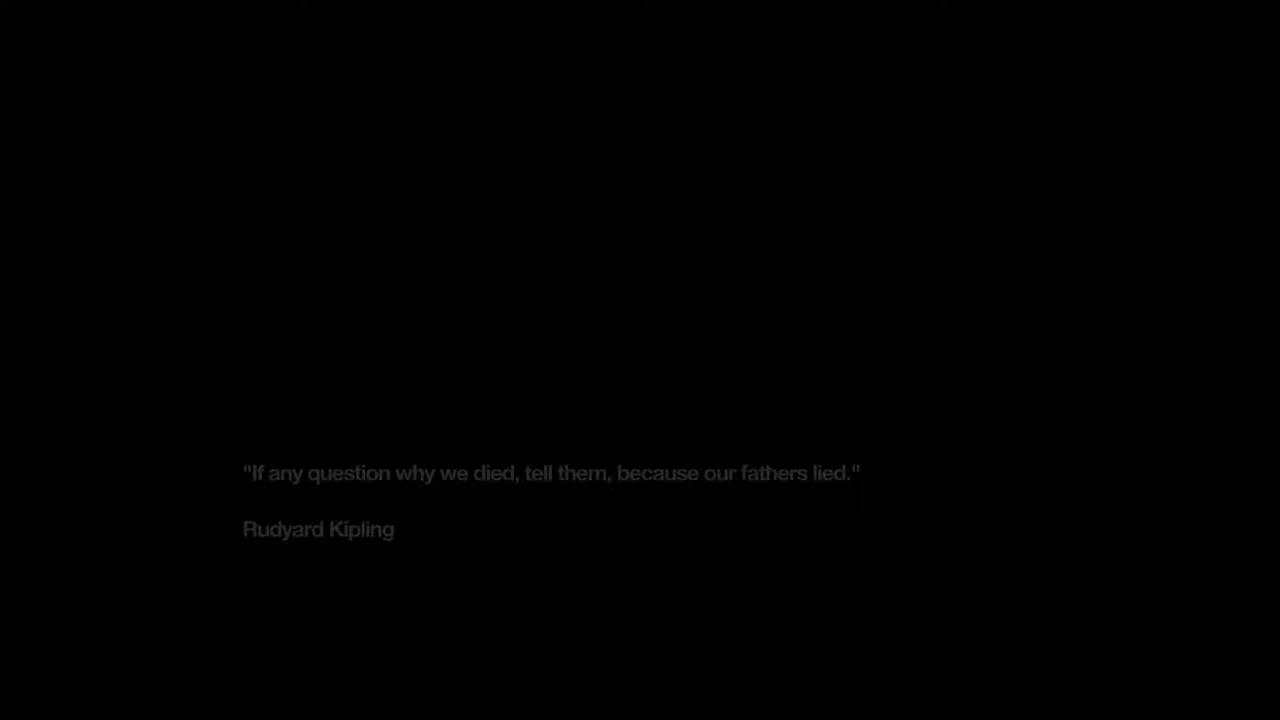 "If any question why we died, tell them, because our fathers lied."
Rudyard Kipling